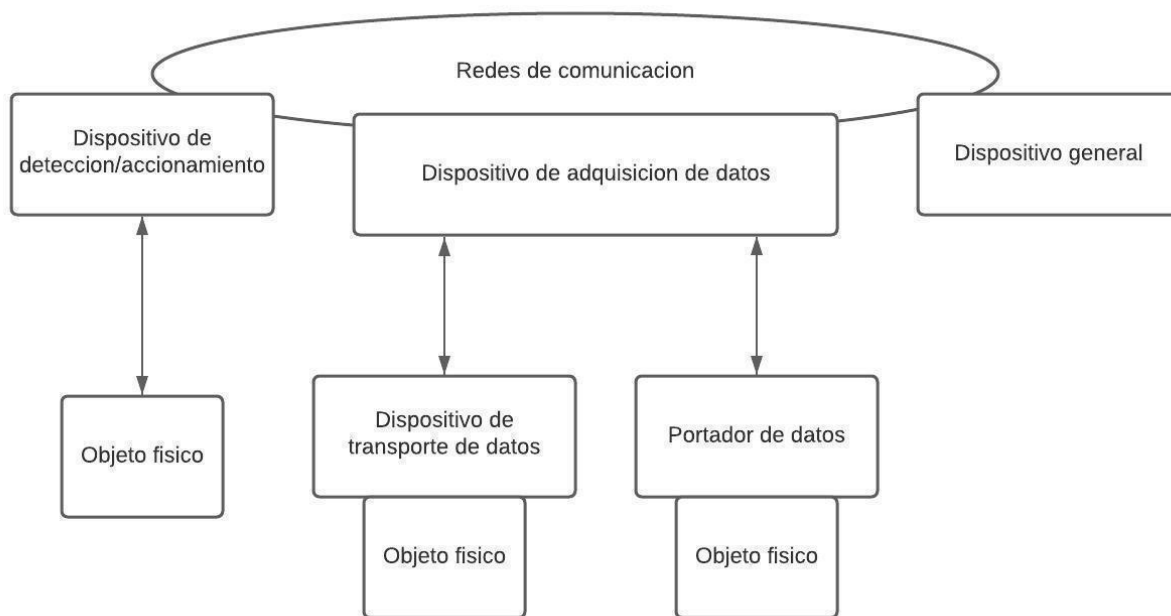 Redes de comunicacion
Dispositivo de
deteccion/accionamiento
Dispositivo de adquisicion de datos
Dispositivo general
Objeto fisico
Dispositivo de
transporte de datos
Portador de datos
Objeto fisico
Objeto fisico